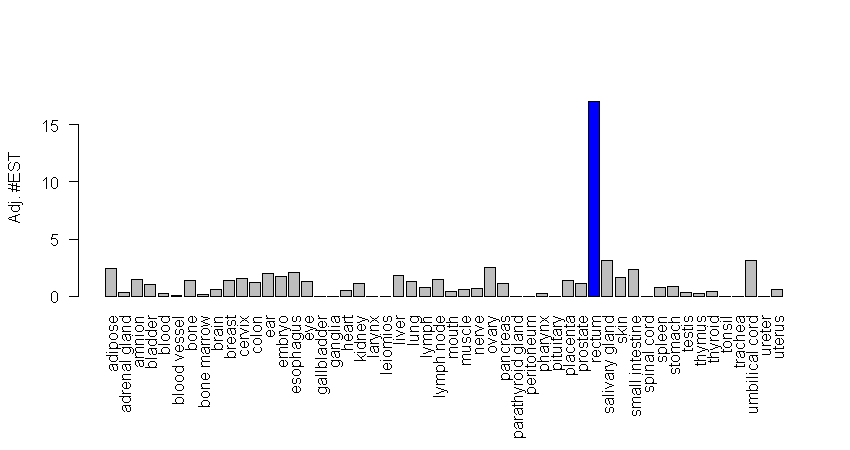 Adj. #EST
15
10
5
0
adipose
adrenal gland
amnion
bladder
blood
blood vessel
bone
bone marrow
brain
breast
cervix
colon
ear
embryo
esophagus
eye
gallbladder
ganglia
heart
kidney
larynx
leiomios
liver
lung
lymph
lymph node
mouth
muscle
nerve
ovary
pancreas
parathyroid gland
peritoneum
pharynx
pituitary
placenta
prostate
rectum
salivary gland
skin
small intestine
spinal cord
spleen
stomach
testis
thymus
thyroid
tonsil
trachea
umbilical cord
ureter
uterus